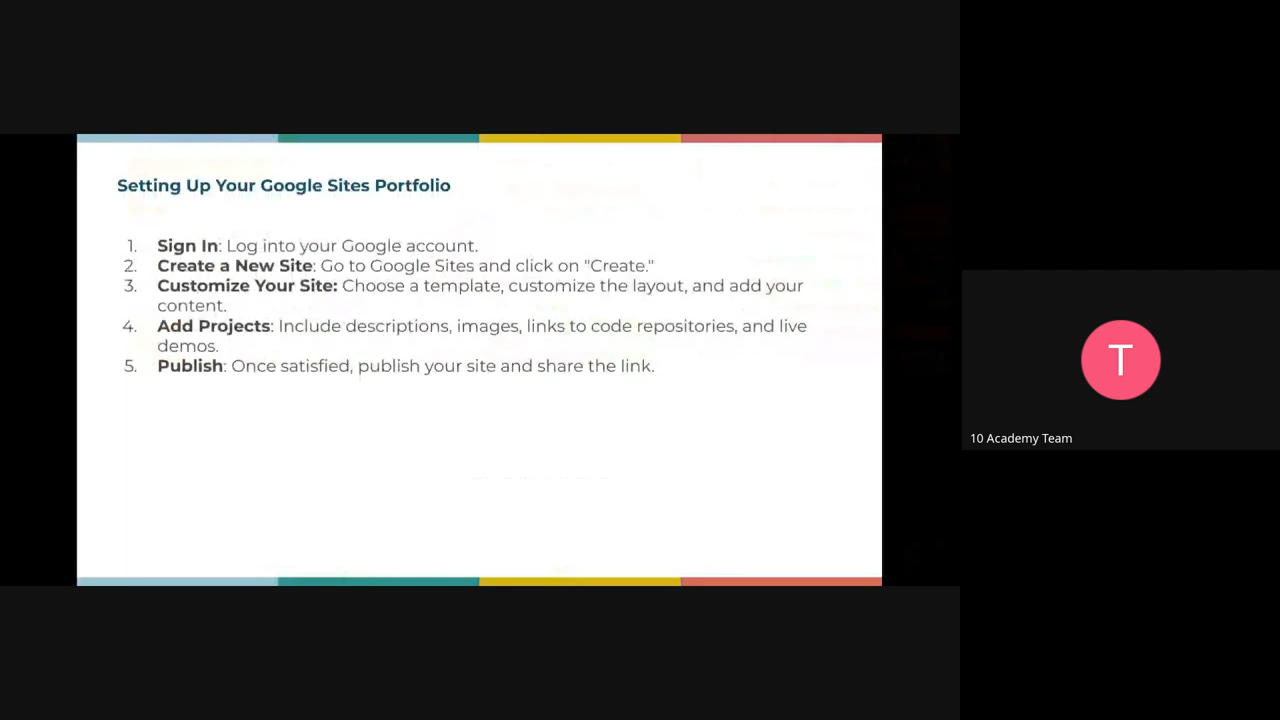 Setting Up Your Google Sites Portfolio
1. Sign In: Log into your Google account.
2. Create a New Site: Go to Google Sites and click on "Create."
3. Customize Your Site: Choose a template, customize the layout, and add your
content.
4. Add Projects: Include descriptions, images, links to code repositories, and live
demos.
5. Publish: Once satisfied, publish your site and share the link.
T
10 Academy Team